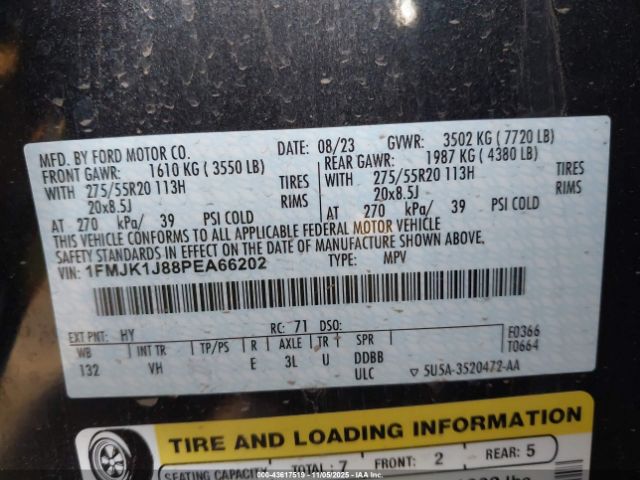 MFD. BY FORD MOTOR CO. DATE: 08/23 GVWR: 3502 KG ( 7720 LB)
FRONT GAWR: 1610 KG ( 3550 LB) REAR GAWR: 1987 KG ( 4380 LB)
WITH 275/55R20 113H TIRES WITH 275/55R20 113H TIRES
20x8.5J RIMS 20x8.5J RIMS
AT 270 kPa/ 39 PSI COLD AT 270 kPa/ 39 PSI COLD
THIS VEHICLE CONFORMS TO ALL APPLICABLE FEDERAL MOTOR VEHICLE
SAFETY STANDARDS IN EFFECT ON THE DATE OF MANUFACTURE SHOWN ABOVE.
VIN: 1FMJK1J88PEA66202 TYPE: MPV
EXT PNT: HY RC: 71 DSO: F0366
WB INT TR TP/PS R AXLE TR SPR T0664
132 VH E 3L U DDBB
ULC ▽ 5U5A-3520472-AA
TIRE AND LOADING INFORMATION
SEATING CAPACITY TOTAL: 7 FRONT: 2 REAR: 5
000-43617519 - 11/05/2025 - IAA Inc.